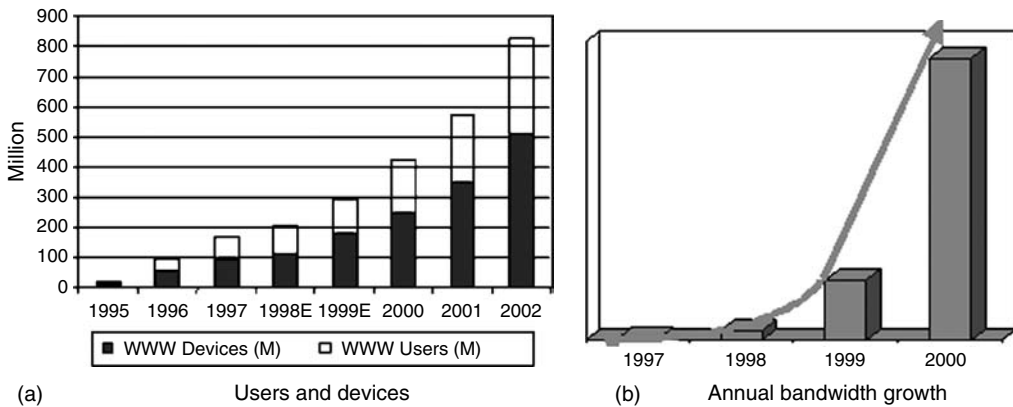 900
800
700
600
500
400
300
200
100
0
Million
1995 1996 1997 1998E 1999E 2000 2001 2002
WWW Devices (M) WWW Users (M)
(a) Users and devices
1997 1998 1999 2000
(b) Annual bandwidth growth